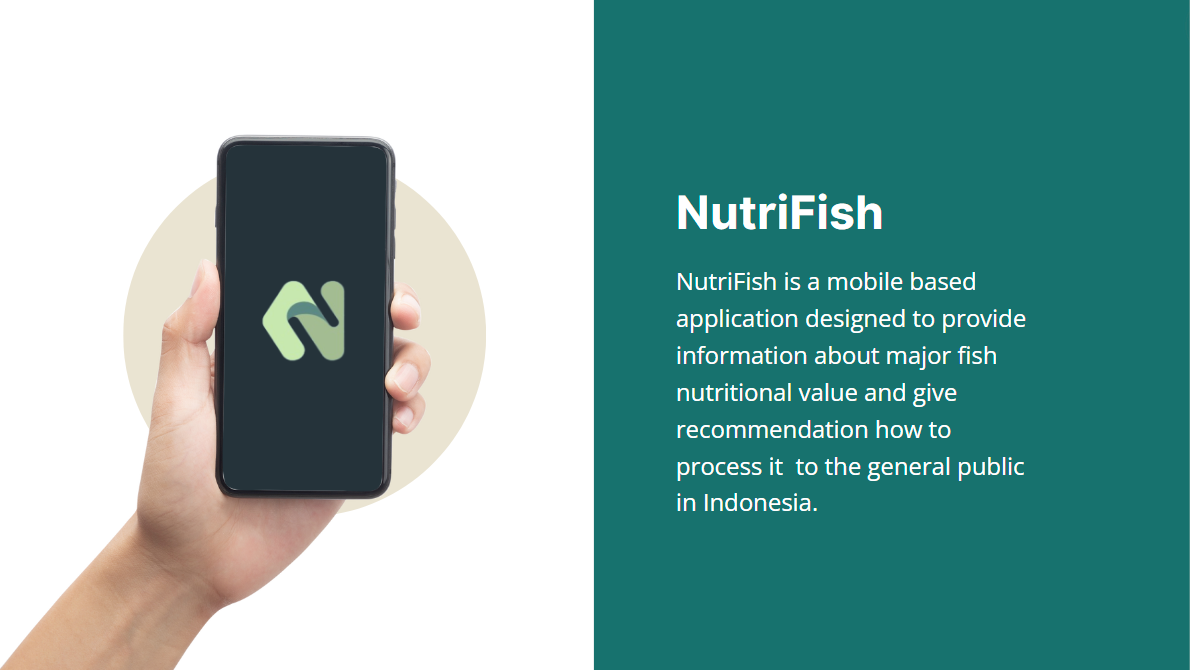 NutriFish
NutriFish is a mobile based
application designed to provide
information about major fish
nutritional value and give
recommendation how to
process it  to the general public
in Indonesia.